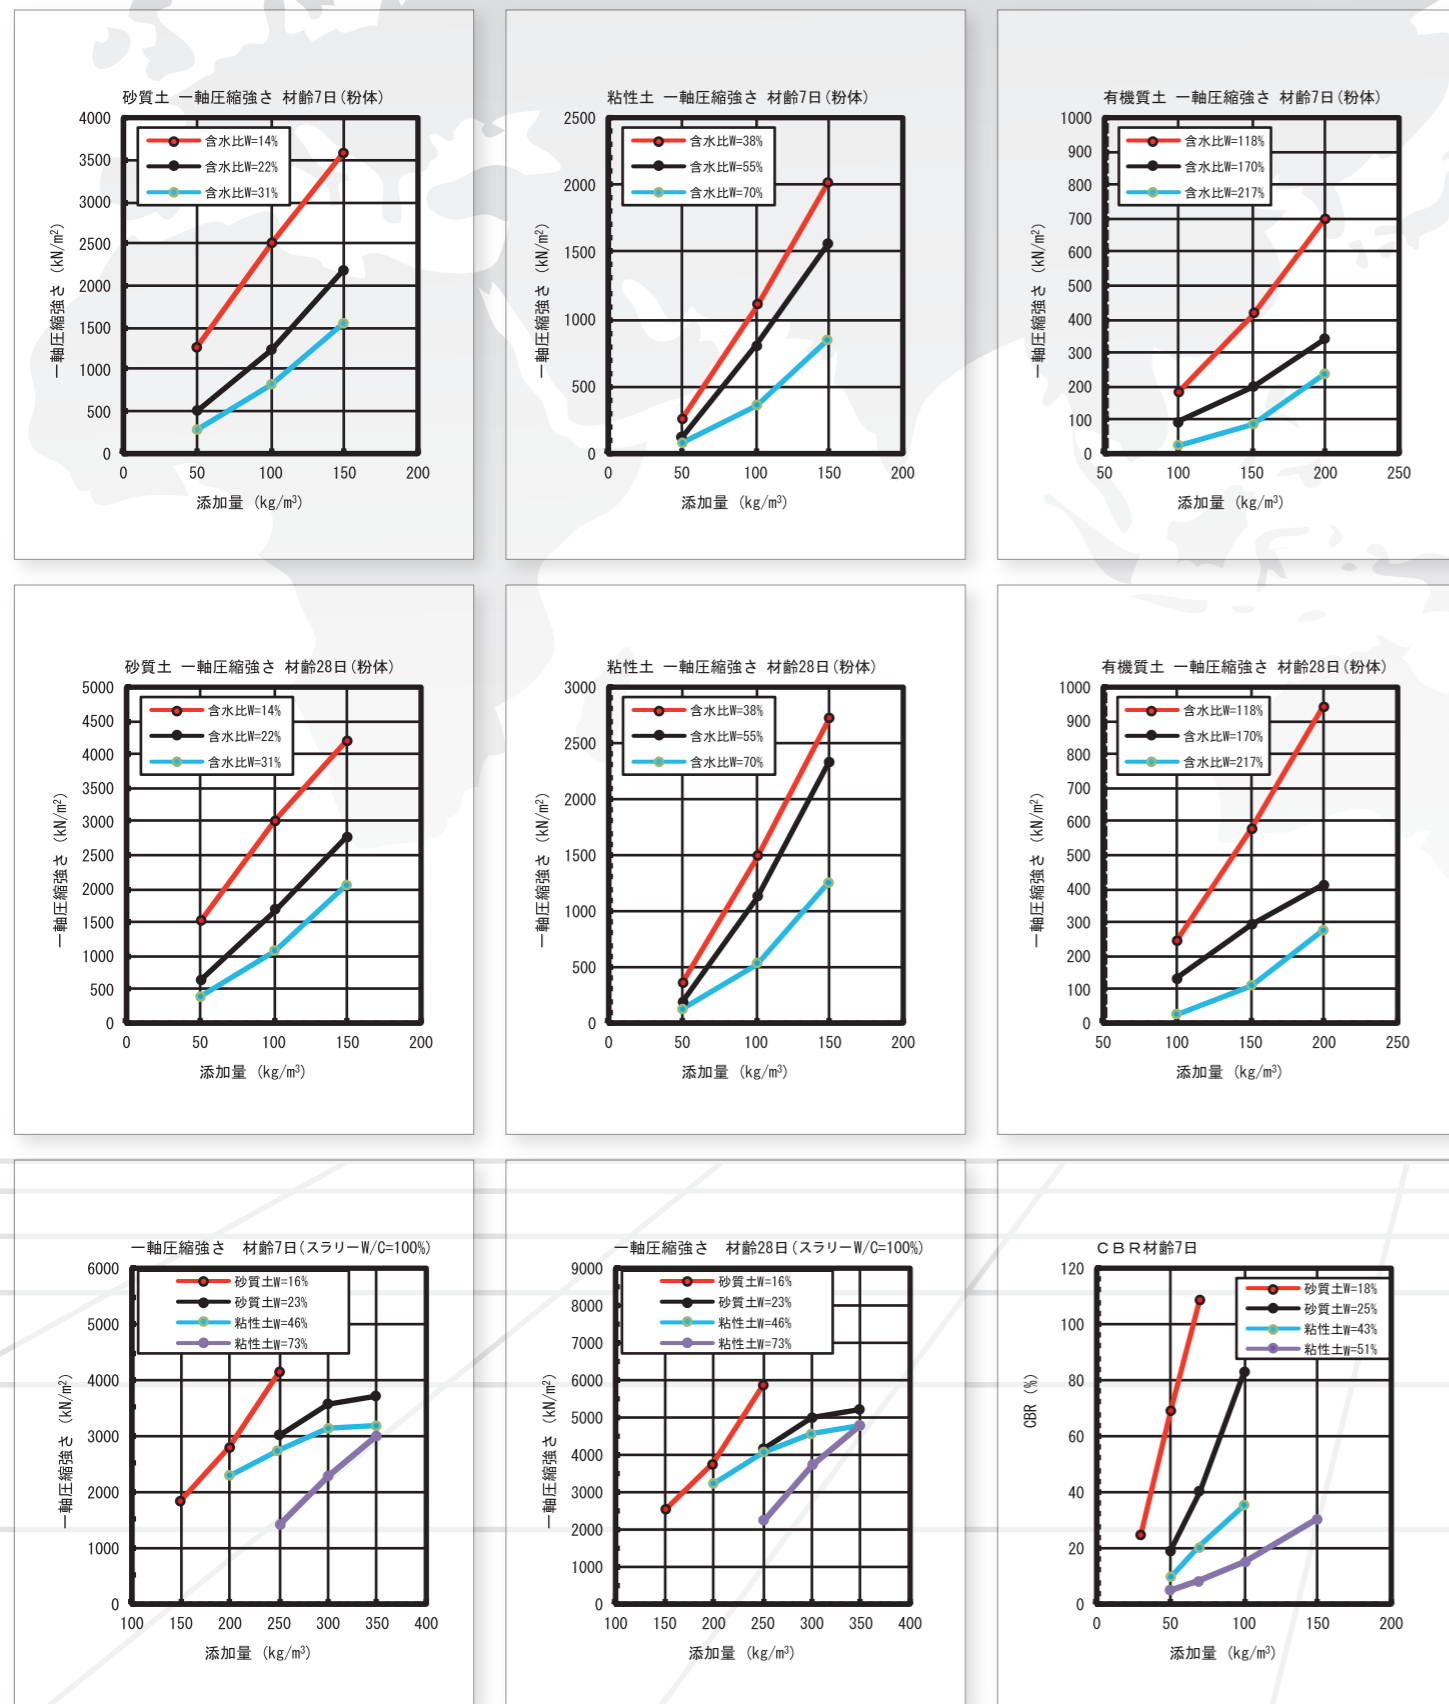 砂質土 一軸圧縮強さ 材齢7日(粉体)
4000
3500
3000
2500
2000
1500
1000
500
0
含水比W=14%
含水比W=22%
含水比W=31%
一軸圧縮強さ (kN/m²)
0 50 100 150 200
添加量 (kg/m³)
粘性土 一軸圧縮強さ 材齢7日(粉体)
2500
2000
1500
1000
500
0
含水比W=38%
含水比W=55%
含水比W=70%
一軸圧縮強さ (kN/m²)
0 50 100 150 200
添加量 (kg/m³)
有機質土 一軸圧縮強さ 材齢7日(粉体)
1000
900
800
700
600
500
400
300
200
100
0
含水比W=118%
含水比W=170%
含水比W=217%
一軸圧縮強さ (kN/m²)
50 100 150 200 250
添加量 (kg/m³)
砂質土 一軸圧縮強さ 材齢28日(粉体)
5000
4500
4000
3500
3000
2500
2000
1500
1000
500
0
含水比W=14%
含水比W=22%
含水比W=31%
一軸圧縮強さ (kN/m²)
0 50 100 150 200
添加量 (kg/m³)
粘性土 一軸圧縮強さ 材齢28日(粉体)
3000
2500
2000
1500
1000
500
0
含水比W=38%
含水比W=55%
含水比W=70%
一軸圧縮強さ (kN/m²)
0 50 100 150 200
添加量 (kg/m³)
有機質土 一軸圧縮強さ 材齢28日(粉体)
1000
900
800
700
600
500
400
300
200
100
0
含水比W=118%
含水比W=170%
含水比W=217%
一軸圧縮強さ (kN/m²)
50 100 150 200 250
添加量 (kg/m³)
一軸圧縮強さ 材齢7日(スラリーW/C=100%)
6000
5000
4000
3000
2000
1000
0
砂質土W=16%
砂質土W=23%
粘性土W=46%
粘性土W=73%
一軸圧縮強さ (kN/m²)
100 150 200 250 300 350 400
添加量 (kg/m³)
一軸圧縮強さ 材齢28日(スラリーW/C=100%)
9000
8000
7000
6000
5000
4000
3000
2000
1000
0
砂質土W=16%
砂質土W=23%
粘性土W=46%
粘性土W=73%
一軸圧縮強さ (kN/m²)
100 150 200 250 300 350 400
添加量 (kg/m³)
CBR材齢7日
120
100
80
60
40
20
0
砂質土W=18%
砂質土W=25%
粘性土W=43%
粘性土W=51%
CBR (%)
0 50 100 150 200
添加量 (kg/m³)